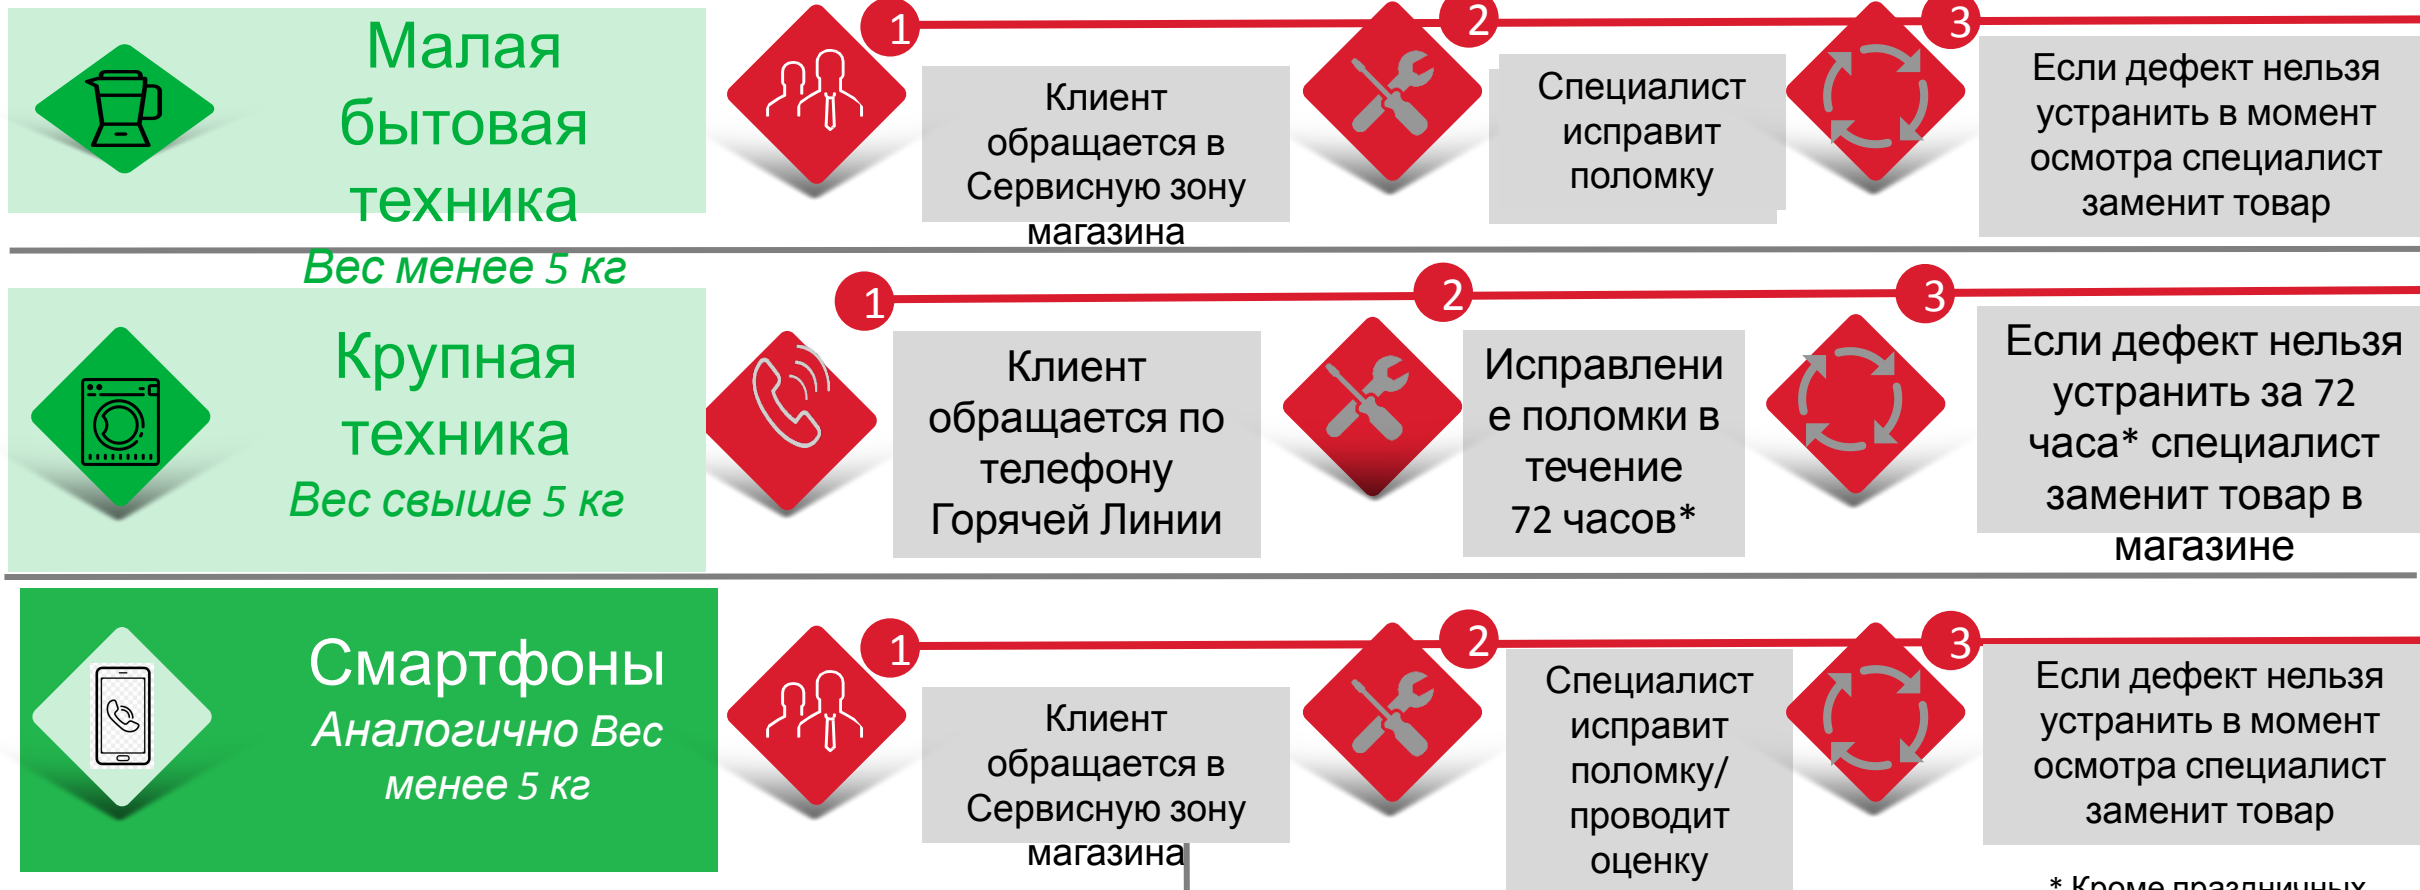 Малая
бытовая
техника
Вес менее 5 кг
1
Клиент
обращается в
Сервисную зону
магазина
2
Специалист
исправит
поломку
3
Если дефект нельзя
устранить в момент
осмотра специалист
заменит товар
Крупная
техника
Вес свыше 5 кг
1
Клиент
обращается по
телефону
Горячей Линии
2
Исправлени
е поломки в
течение
72 часов*
3
Если дефект нельзя
устранить за 72
часа* специалист
заменит товар в
магазине
Смартфоны
Аналогично Вес
менее 5 кг
1
Клиент
обращается в
Сервисную зону
магазина
2
Специалист
исправит
поломку/
проводит
оценку
3
Если дефект нельзя
устранить в момент
осмотра специалист
заменит товар
* Кроме праздничных